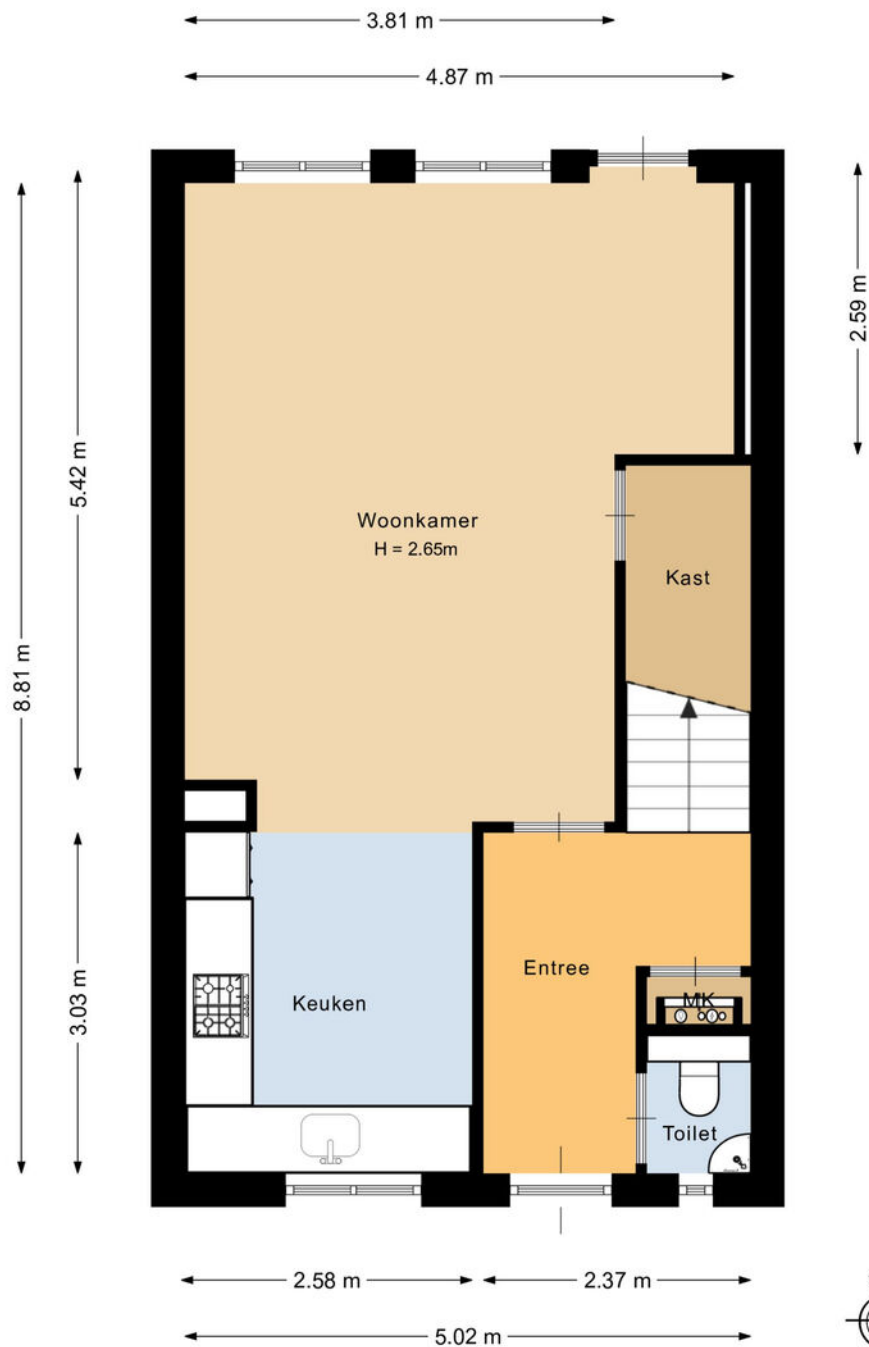 3.81 m
4.87 m
5.42 m
2.59 m
8.81 m
Woonkamer
H = 2.65m
Kast
Entree
Keuken
3.03 m
MK
Toilet
2.58 m
2.37 m
5.02 m